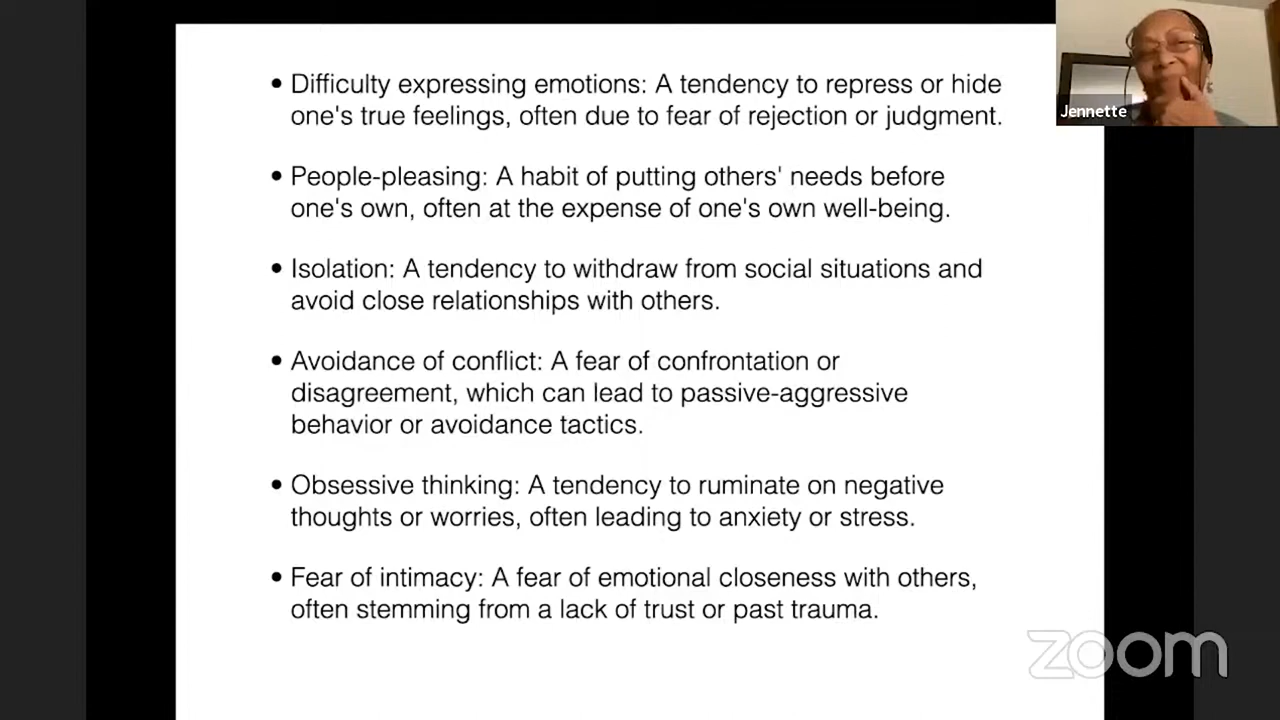 • Difficulty expressing emotions: A tendency to repress or hide
one's true feelings, often due to fear of rejection or judgment.
• People-pleasing: A habit of putting others' needs before
one's own, often at the expense of one's own well-being.
• Isolation: A tendency to withdraw from social situations and
avoid close relationships with others.
• Avoidance of conflict: A fear of confrontation or
disagreement, which can lead to passive-aggressive
behavior or avoidance tactics.
• Obsessive thinking: A tendency to ruminate on negative
thoughts or worries, often leading to anxiety or stress.
• Fear of intimacy: A fear of emotional closeness with others,
often stemming from a lack of trust or past trauma.
Jennette
zoom